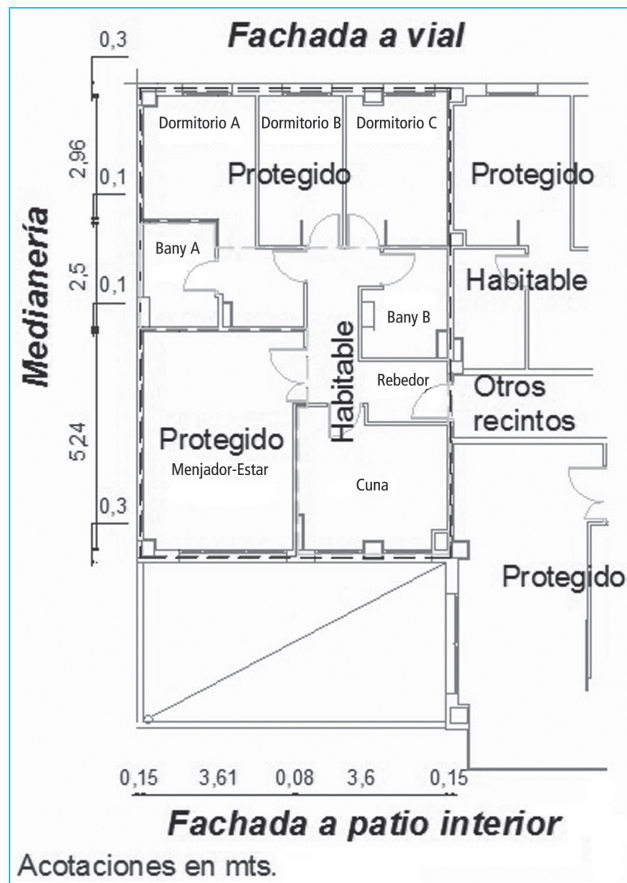 Fachada a vial
0,3
Dormitorio A
Dormitorio B
Dormitorio C
Protegido
Protegido
2,96
0,1
Medianería
Bany A
2,5
0,1
Habitable
Bany B
Habitable
Rebedor
Otros
recintos
Protegido
Menjador-Estar
5,24
Cuna
0,3
Protegido
0,15 3,61 0,08 3,6 0,15
Fachada a patio interior
Acotaciones en mts.